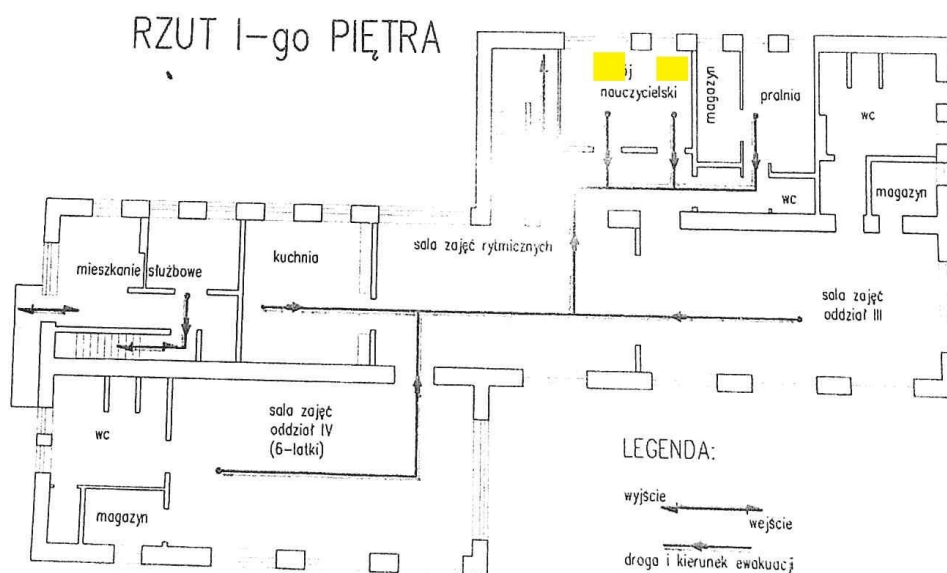 RZUT I-go PIĘTRA
nauczycielski
magazyn
pralnia
wc
magazyn
wc
sala zajęć rytmicznych
kuchnia
mieszkanie służbowe
sala zajęć
oddział III
sala zajęć
oddział IV
(6-latki)
wc
magazyn
LEGENDA:
wyjście
wejście
droga i kierunek ewakuacji